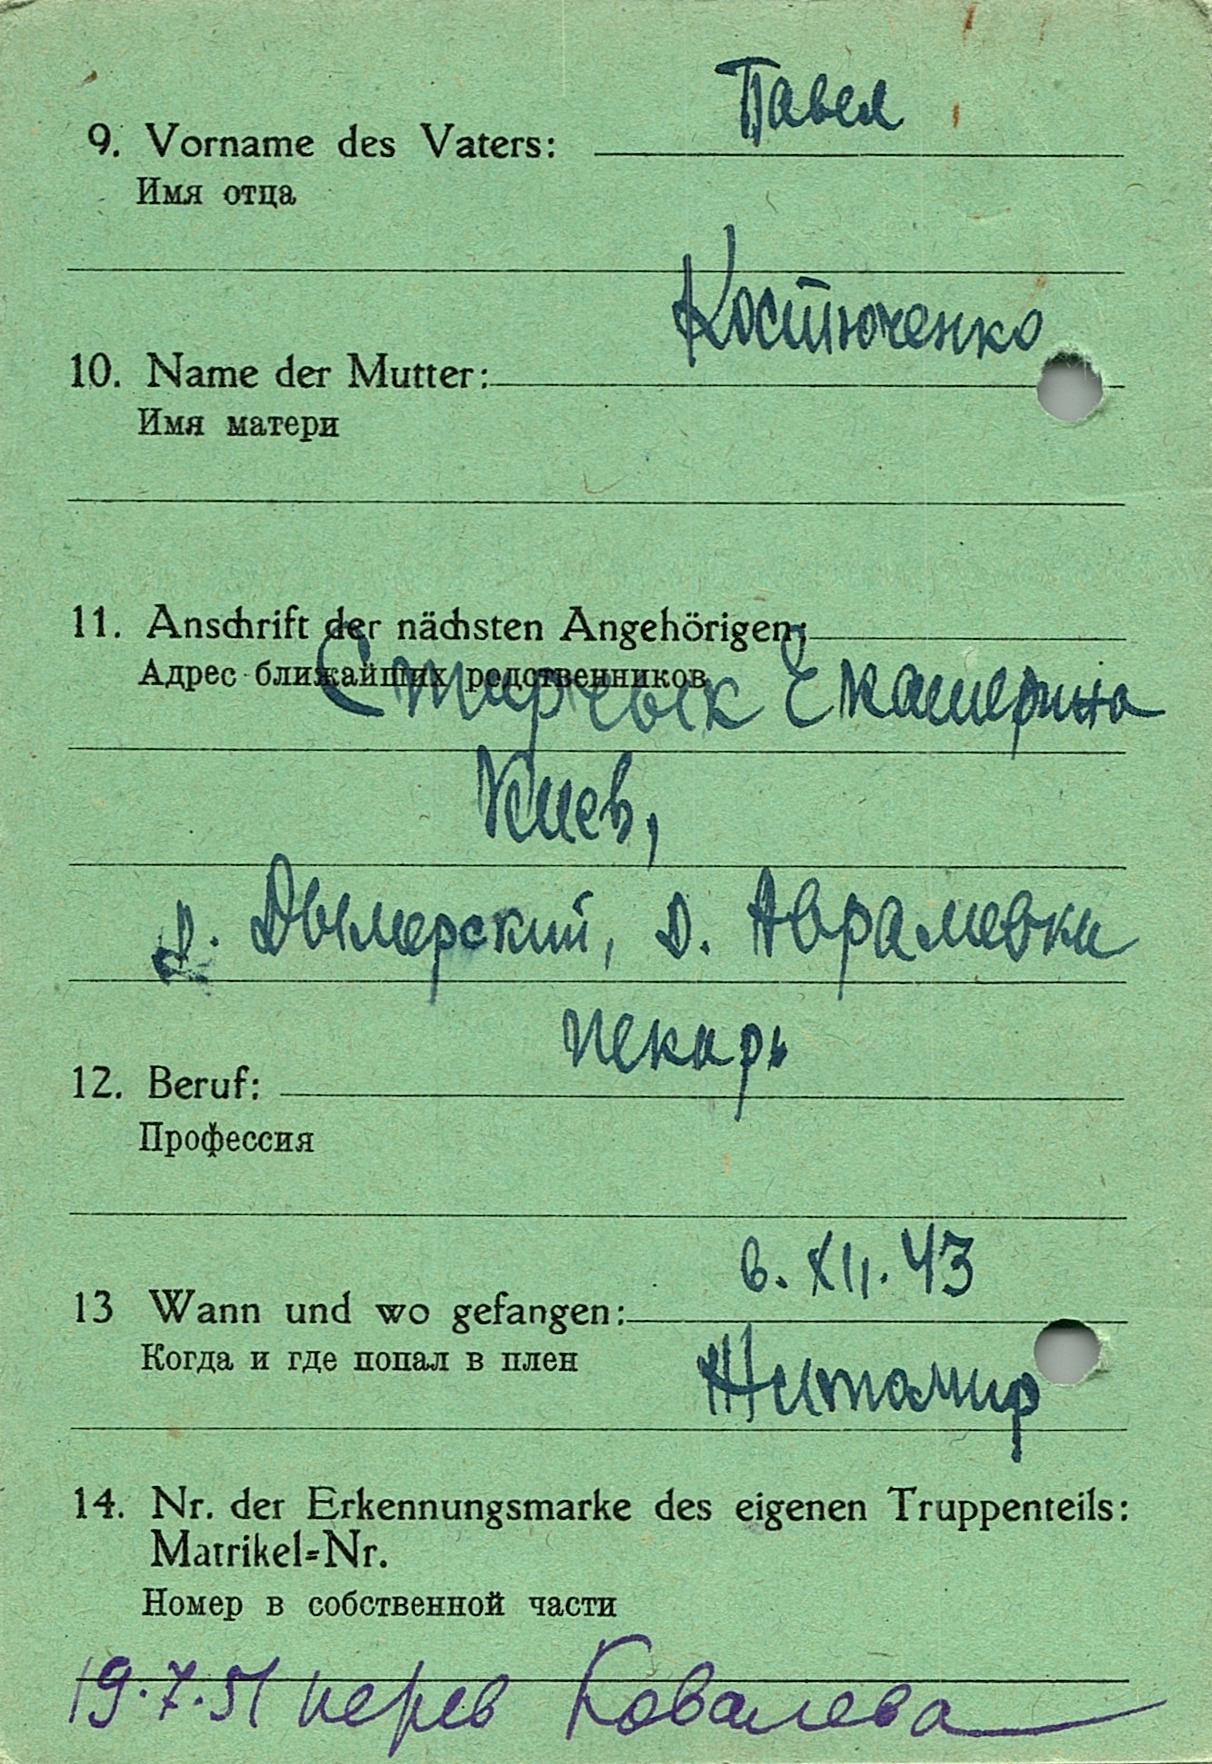 Павел
9. Vorname des Vaters:
Имя отца
Костюченко
10. Name der Mutter:
Имя матери
11. Anschrift der nächsten Angehörigen:
Адрес ближайших родственников
Екатерина
Киев,
р. Дымерский, д. Аврамевки
пекарь
12. Beruf:
Профессия
6. XII. 43
13 Wann und wo gefangen:
Когда и где попал в плен
Житомир
14. Nr. der Erkennungsmarke des eigenen Truppenteils:
Matrikel=Nr.
Номер в собственной части
19.7.51 перев Ковалева